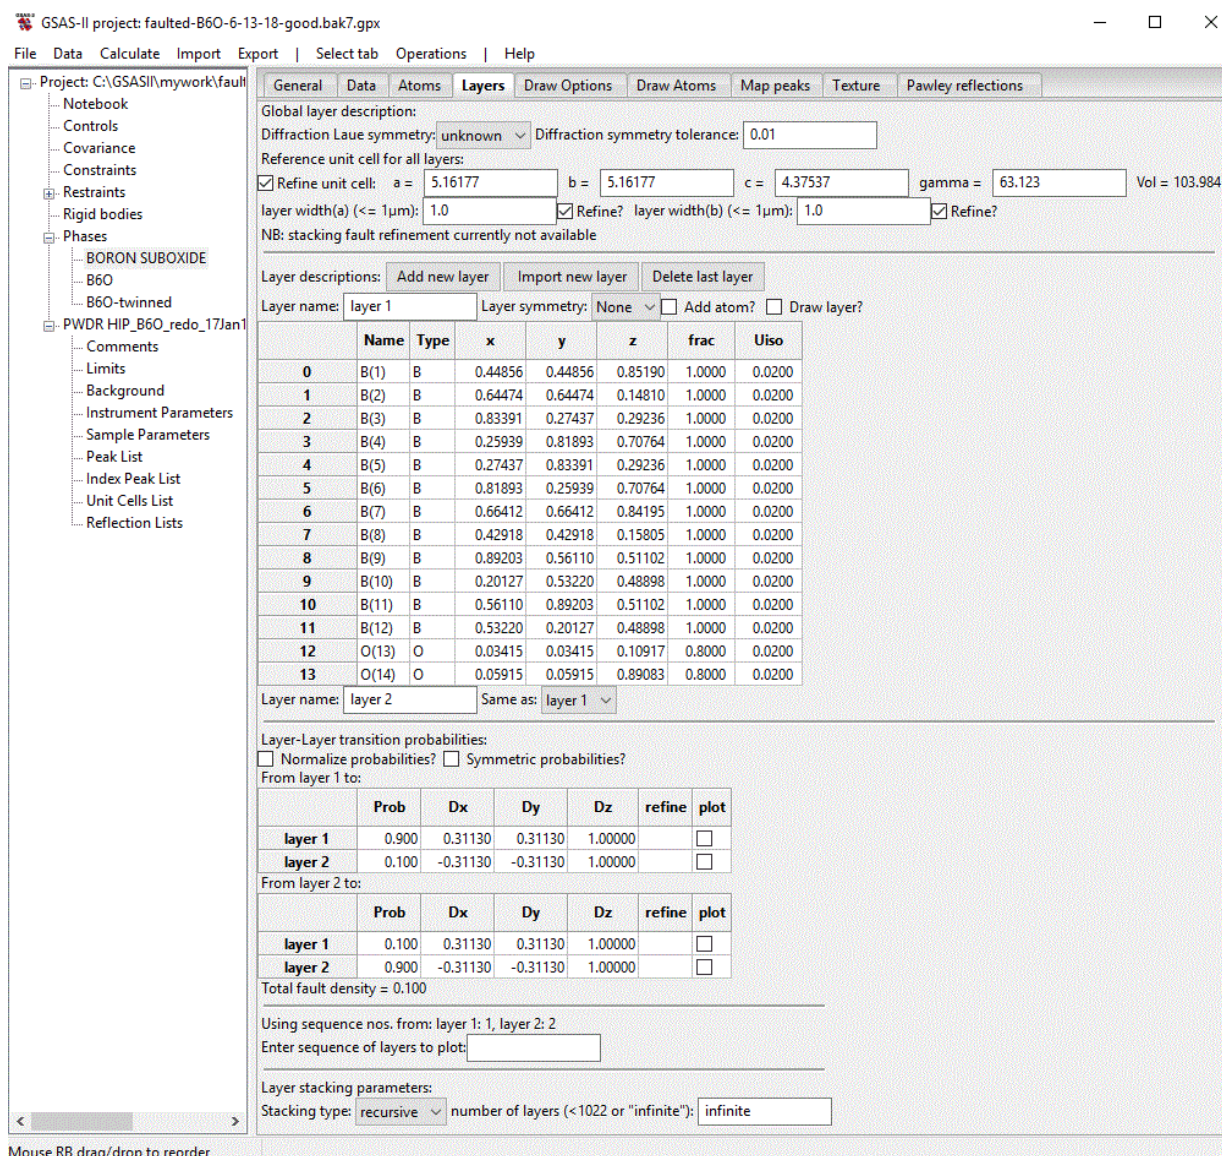 GSAS-II project: faulted-B6O-6-13-18-good.bak7.gpx
File Data Calculate Import Export | Select tab Operations | Help
Project: C:\GSASII\mywork\fault
Notebook
Controls
Covariance
Constraints
Restraints
Rigid bodies
Phases
BORON SUBOXIDE
B6O
B6O-twinned
PWDR HIP_B6O_redo_17Jan1
Comments
Limits
Background
Instrument Parameters
Sample Parameters
Peak List
Index Peak List
Unit Cells List
Reflection Lists
General Data Atoms Layers Draw Options Draw Atoms Map peaks Texture Pawley reflections
Global layer description:
Diffraction Laue symmetry: unknown Diffraction symmetry tolerance: 0.01
Reference unit cell for all layers:
Refine unit cell: a = 5.16177 b = 5.16177 c = 4.37537 gamma = 63.123 Vol = 103.984
layer width(a) (<= 1µm): 1.0 Refine? layer width(b) (<= 1µm): 1.0 Refine?
NB: stacking fault refinement currently not available
Layer descriptions: Add new layer Import new layer Delete last layer
Layer name: layer 1 Layer symmetry: None Add atom? Draw layer?
Name Type x y z frac Uiso
0 B(1) B 0.44856 0.44856 0.85190 1.0000 0.0200
1 B(2) B 0.64474 0.64474 0.14810 1.0000 0.0200
2 B(3) B 0.83391 0.27437 0.29236 1.0000 0.0200
3 B(4) B 0.25939 0.81893 0.70764 1.0000 0.0200
4 B(5) B 0.27437 0.83391 0.29236 1.0000 0.0200
5 B(6) B 0.81893 0.25939 0.70764 1.0000 0.0200
6 B(7) B 0.66412 0.66412 0.84195 1.0000 0.0200
7 B(8) B 0.42918 0.42918 0.15805 1.0000 0.0200
8 B(9) B 0.89203 0.56110 0.51102 1.0000 0.0200
9 B(10) B 0.20127 0.53220 0.48898 1.0000 0.0200
10 B(11) B 0.56110 0.89203 0.51102 1.0000 0.0200
11 B(12) B 0.53220 0.20127 0.48898 1.0000 0.0200
12 O(13) O 0.03415 0.03415 0.10917 0.8000 0.0200
13 O(14) O 0.05915 0.05915 0.89083 0.8000 0.0200
Layer name: layer 2 Same as: layer 1
Layer-Layer transition probabilities:
Normalize probabilities? Symmetric probabilities?
From layer 1 to:
Prob Dx Dy Dz refine plot
layer 1 0.900 0.31130 0.31130 1.00000
layer 2 0.100 -0.31130 -0.31130 1.00000
From layer 2 to:
Prob Dx Dy Dz refine plot
layer 1 0.100 0.31130 0.31130 1.00000
layer 2 0.900 -0.31130 -0.31130 1.00000
Total fault density = 0.100
Using sequence nos. from: layer 1: 1, layer 2: 2
Enter sequence of layers to plot:
Layer stacking parameters:
Stacking type: recursive number of layers (<1022 or "infinite"): infinite
Mouse RB drag/drop to reorder